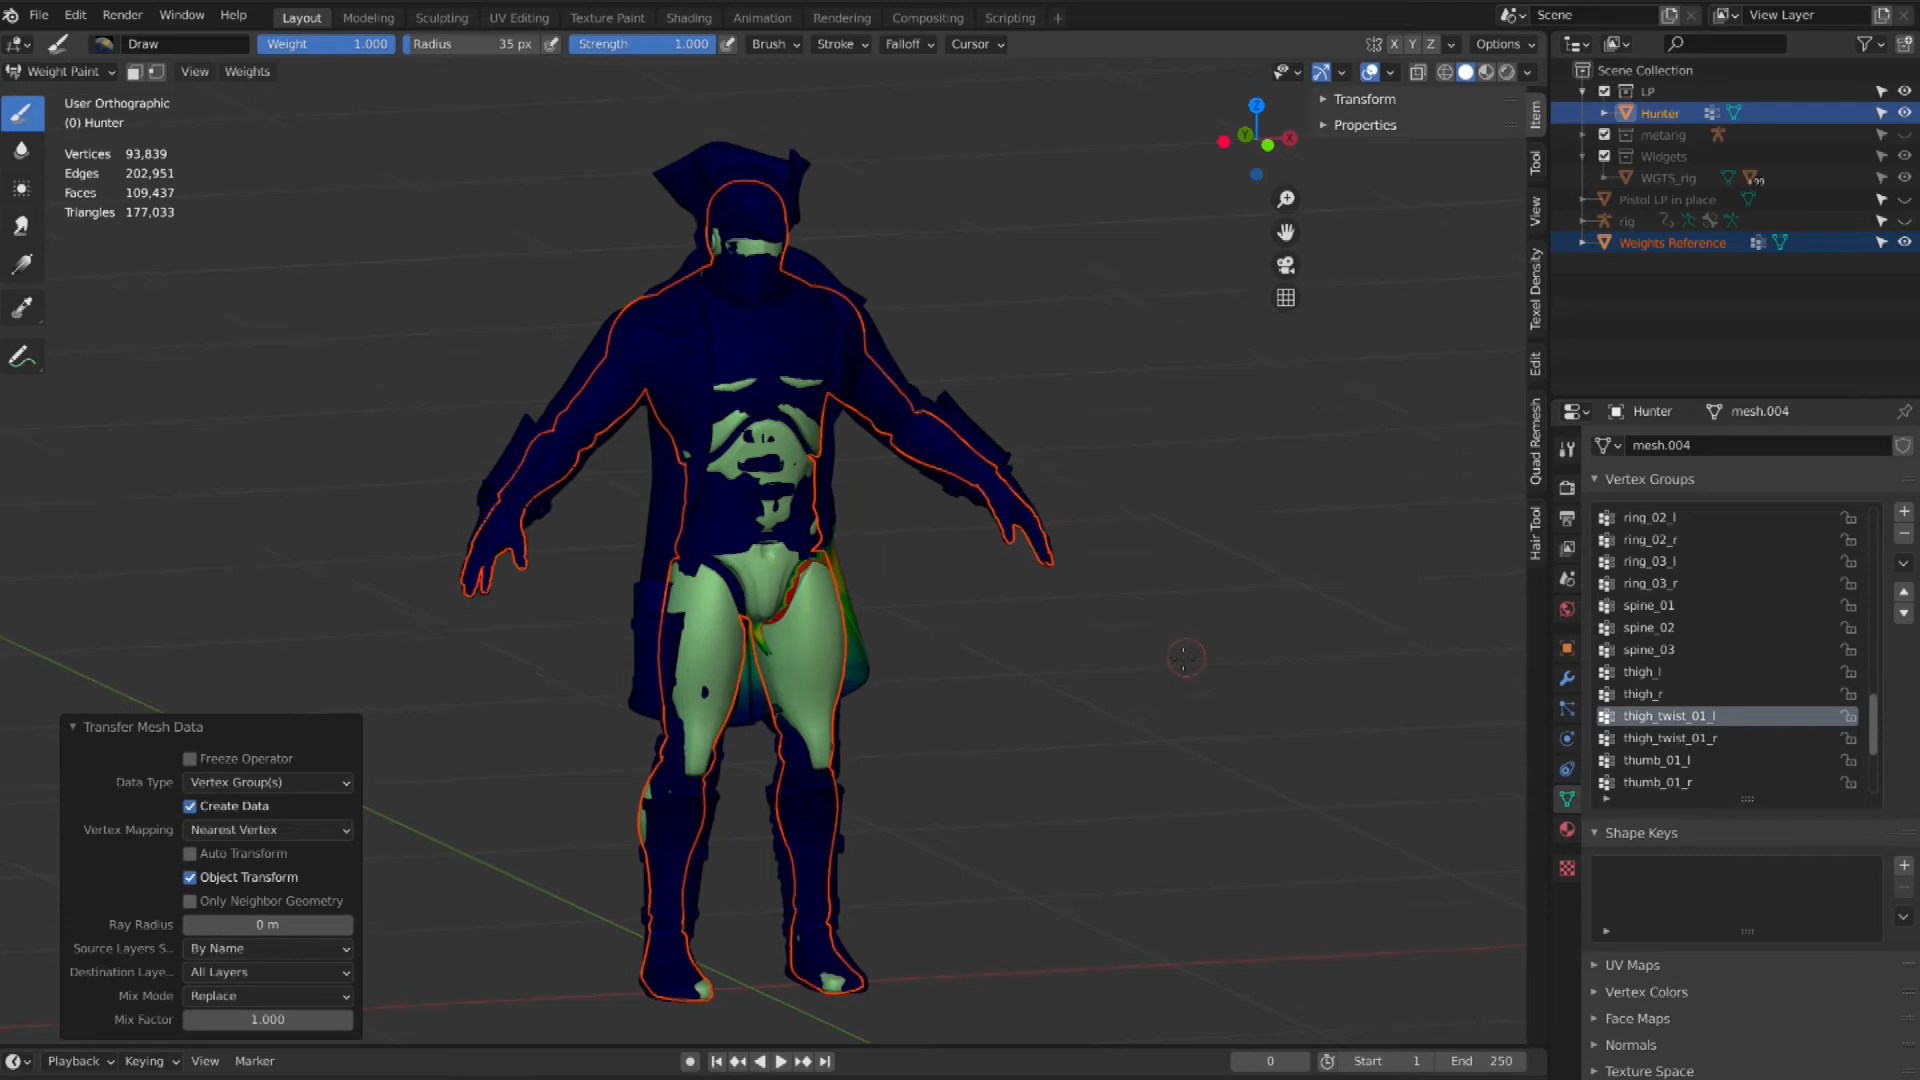 File Edit Render Window Help
Layout Modeling Sculpting UV Editing Texture Paint Shading Animation Rendering Compositing Scripting +
Scene
View Layer
Draw
Weight 1.000
Radius 35 px
Strength 1.000
Brush Stroke Falloff Cursor
X Y Z
Options
Weight Paint View Weights
User Orthographic
(0) Hunter
Vertices 93,839
Edges 202,951
Faces 109,437
Triangles 177,033
Z
Y
Transform
Properties
Item
Tool
View
Texel Density
Edit
Quad Remesh
Hair Tool
Scene Collection
LP
Hunter
metarig
Widgets
WGTS_rig
99
Pistol LP in place
rig
Weights Reference
Hunter mesh.004
mesh.004
Vertex Groups
ring_02_l
ring_02_r
ring_03_l
ring_03_r
spine_01
spine_02
spine_03
thigh_l
thigh_r
thigh_twist_01_l
thigh_twist_01_r
thumb_01_l
thumb_01_r
Shape Keys
UV Maps
Vertex Colors
Face Maps
Normals
Texture Space
Transfer Mesh Data
Freeze Operator
Data Type Vertex Group(s)
Create Data
Vertex Mapping Nearest Vertex
Auto Transform
Object Transform
Only Neighbor Geometry
Ray Radius 0 m
Source Layers S... By Name
Destination Laye... All Layers
Mix Mode Replace
Mix Factor 1.000
Playback Keying View Marker
0
Start 1
End 250